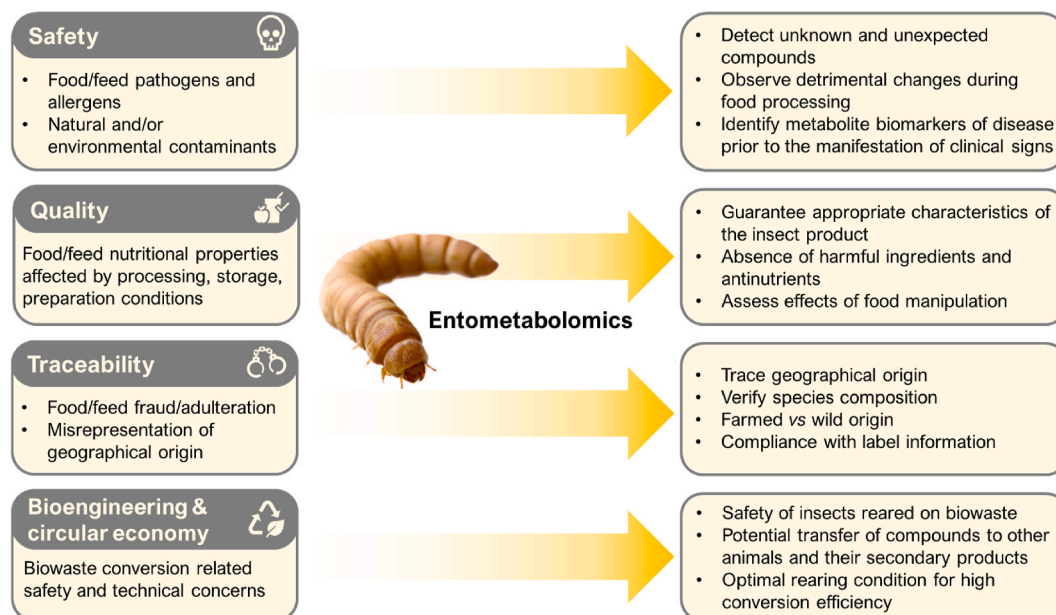 Safety
• Food/feed pathogens and
allergens
• Natural and/or
environmental contaminants
• Detect unknown and unexpected
compounds
• Observe detrimental changes during
food processing
• Identify metabolite biomarkers of disease
prior to the manifestation of clinical signs
Quality
Food/feed nutritional properties
affected by processing, storage,
preparation conditions
• Guarantee appropriate characteristics of
the insect product
• Absence of harmful ingredients and
antinutrients
• Assess effects of food manipulation
Entometabolomics
Traceability
• Food/feed fraud/adulteration
• Misrepresentation of
geographical origin
• Trace geographical origin
• Verify species composition
• Farmed vs wild origin
• Compliance with label information
Bioengineering &
circular economy
Biowaste conversion related
safety and technical concerns
• Safety of insects reared on biowaste
• Potential transfer of compounds to other
animals and their secondary products
• Optimal rearing condition for high
conversion efficiency